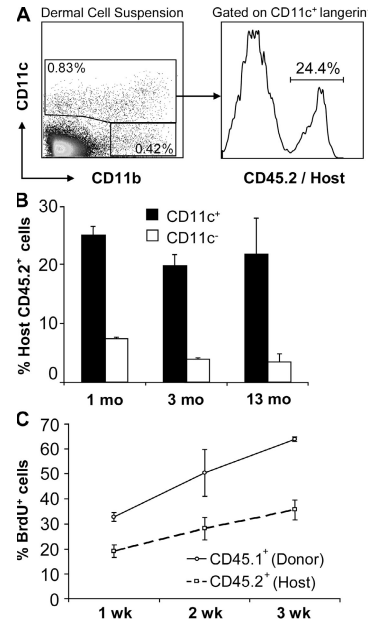 A
Dermal Cell Suspension
Gated on CD11c⁺ langerin
0.83%
0.42%
24.4%
CD11c
CD11b
CD45.2 / Host
B
% Host CD45.2⁺ cells
30
20
10
0
CD11c⁺
CD11c⁻
1 mo
3 mo
13 mo
C
% BrdU⁺ cells
70
60
50
40
30
20
10
0
CD45.1⁺ (Donor)
CD45.2⁺ (Host)
1 wk
2 wk
3 wk